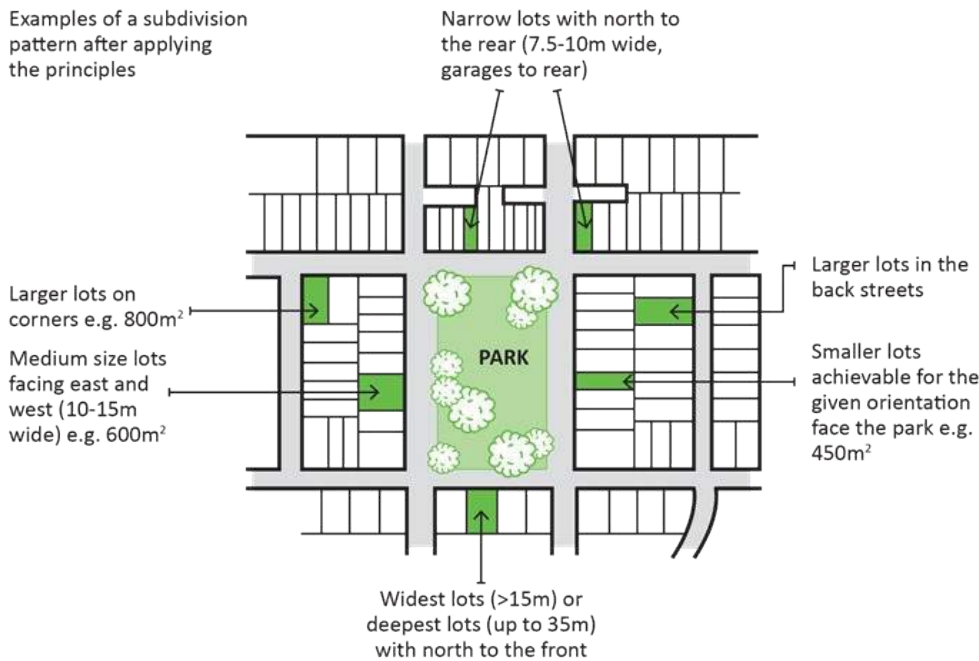 Examples of a subdivision
pattern after applying
the principles
Narrow lots with north to
the rear (7.5-10m wide,
garages to rear)
Larger lots on
corners e.g. 800m²
Medium size lots
facing east and
west (10-15m
wide) e.g. 600m²
PARK
Larger lots in the
back streets
Smaller lots
achievable for the
given orientation
face the park e.g.
450m²
Widest lots (>15m) or
deepest lots (up to 35m)
with north to the front